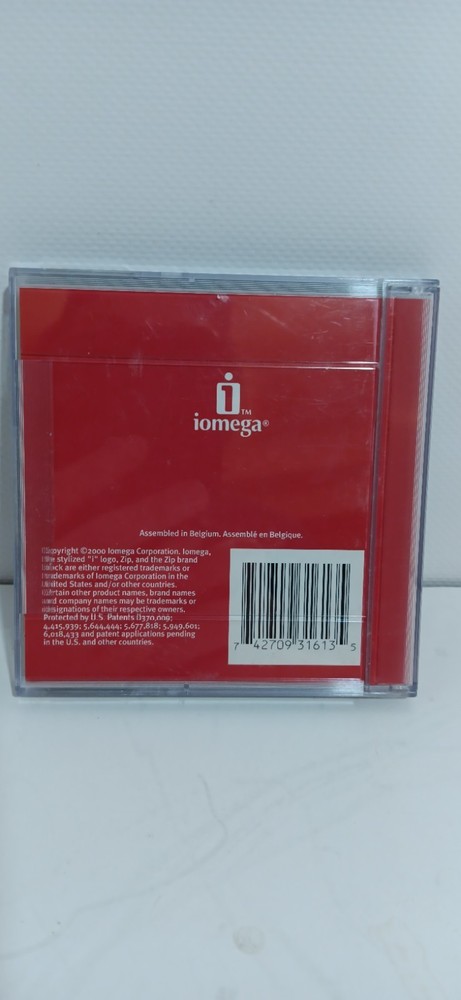 i™
iomega®
Assembled in Belgium. Assemblé en Belgique.
Copyright ©2000 Iomega Corporation. Iomega,
the stylized "i" logo, Zip, and the Zip brand
block are either registered trademarks or
trademarks of Iomega Corporation in the
United States and/or other countries.
Certain other product names, brand names
and company names may be trademarks or
designations of their respective owners.
Protected by U.S. Patents D370,009;
4,415,939; 5,644,444; 5,677,818; 5,949,601;
6,018,433 and patent applications pending
in the U.S. and other countries.
7 42709 31613 5